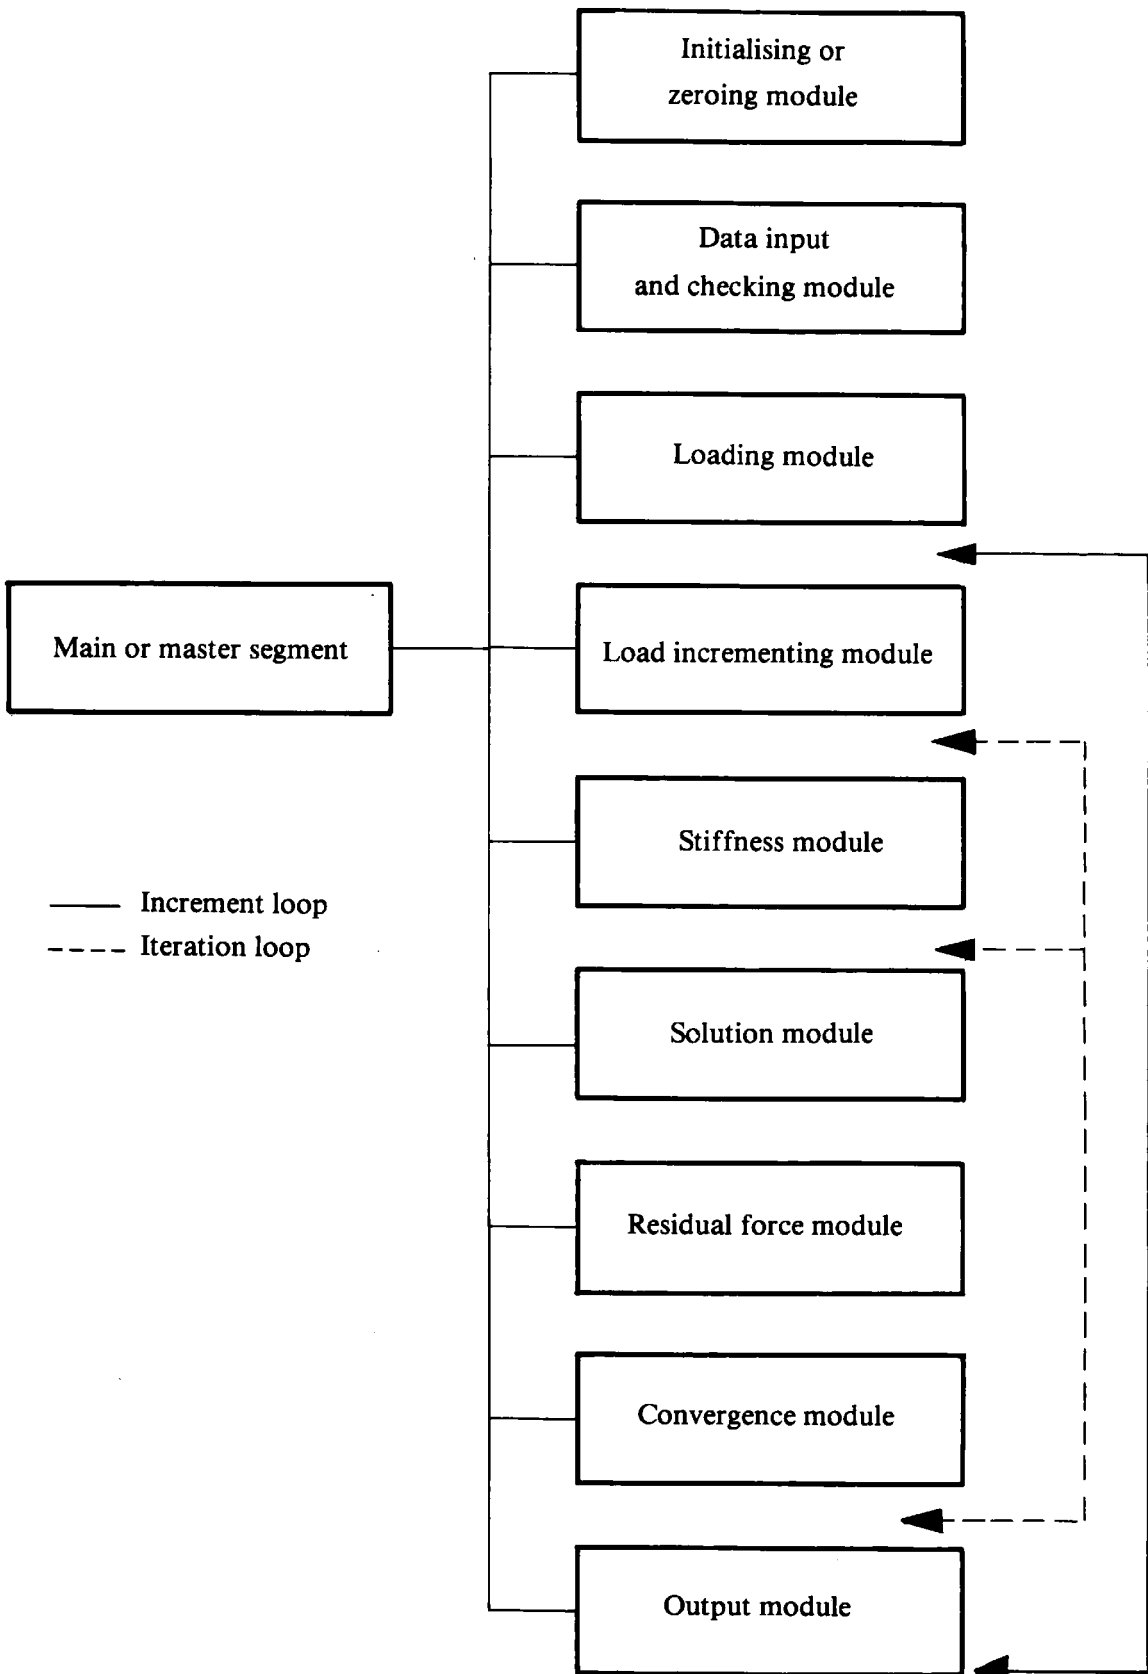 Initialising or
zeroing module
Data input
and checking module
Loading module
Main or master segment
Load incrementing module
Stiffness module
Increment loop
Iteration loop
Solution module
Residual force module
Convergence module
Output module